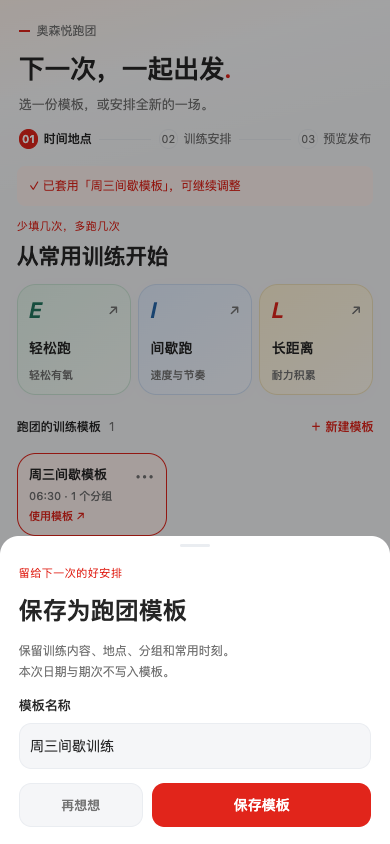 奥森悦跑团
下一次，一起出发.
选一份模板，或安排全新的一场。
01 时间地点 02 训练安排 03 预览发布
✓ 已套用「周三间歇模板」，可继续调整
少填几次，多跑几次
从常用训练开始
E ↗ I ↗ L ↗
轻松跑 间歇跑 长距离
轻松有氧 速度与节奏 耐力积累
跑团的训练模板 1 ＋ 新建模板
周三间歇模板 •••
06:30 · 1 个分组
使用模板 ↗
留给下一次的好安排
保存为跑团模板
保留训练内容、地点、分组和常用时刻。
本次日期与期次不写入模板。
模板名称
周三间歇训练
再想想 保存模板